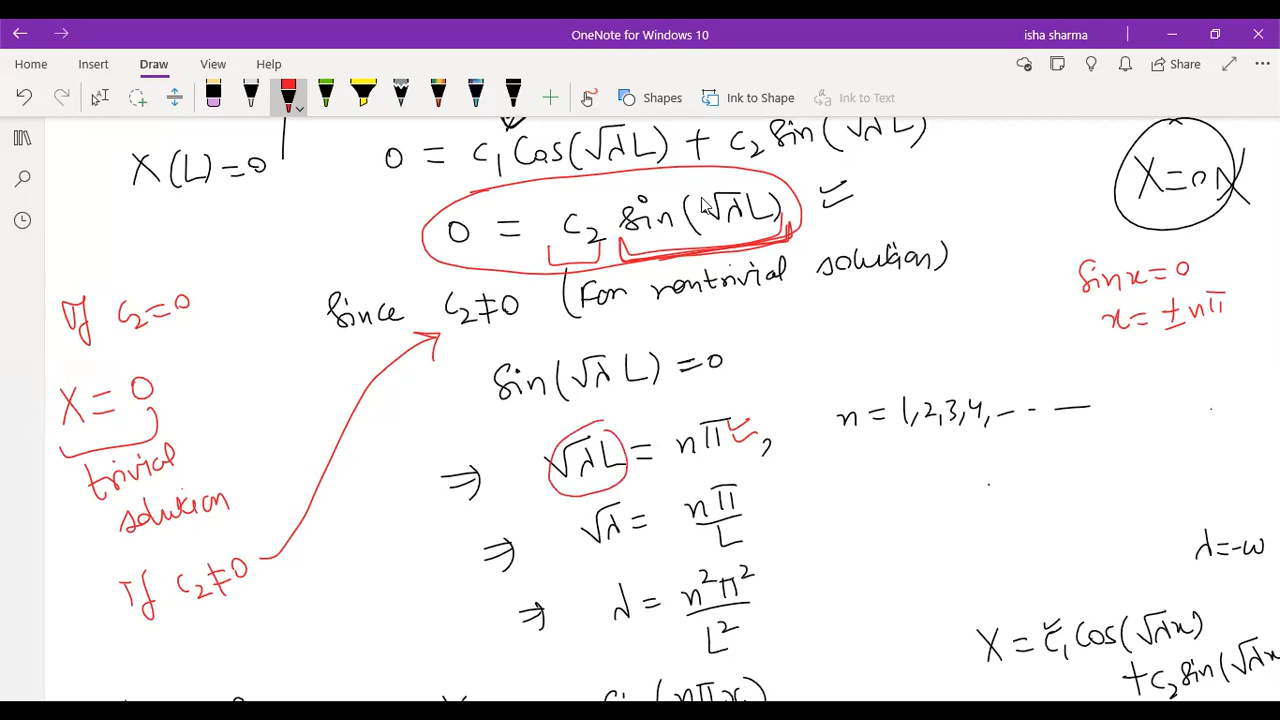 OneNote for Windows 10
isha sharma
Home Insert Draw View Help
Share
Shapes
Ink to Shape
Ink to Text
X(L)=0
0 = c₁ Cos(√λL) + c₂ sin(√λL)
X=0
0 = c₂ sin(√λL)
Since c₂≠0 (For nontrivial solution)
sin x=0
x=±nπ
If c₂=0
X=0
trivial
solution
If c₂≠0
sin(√λL)=0
⇒ √λL = nπ, n=1,2,3,4,-----
⇒ √λ = nπ/L
⇒ λ = n²π²/L²
λ=-ω
X = c₁ Cos(√λx)
+c₂ sin(√λx
sin(nπx)